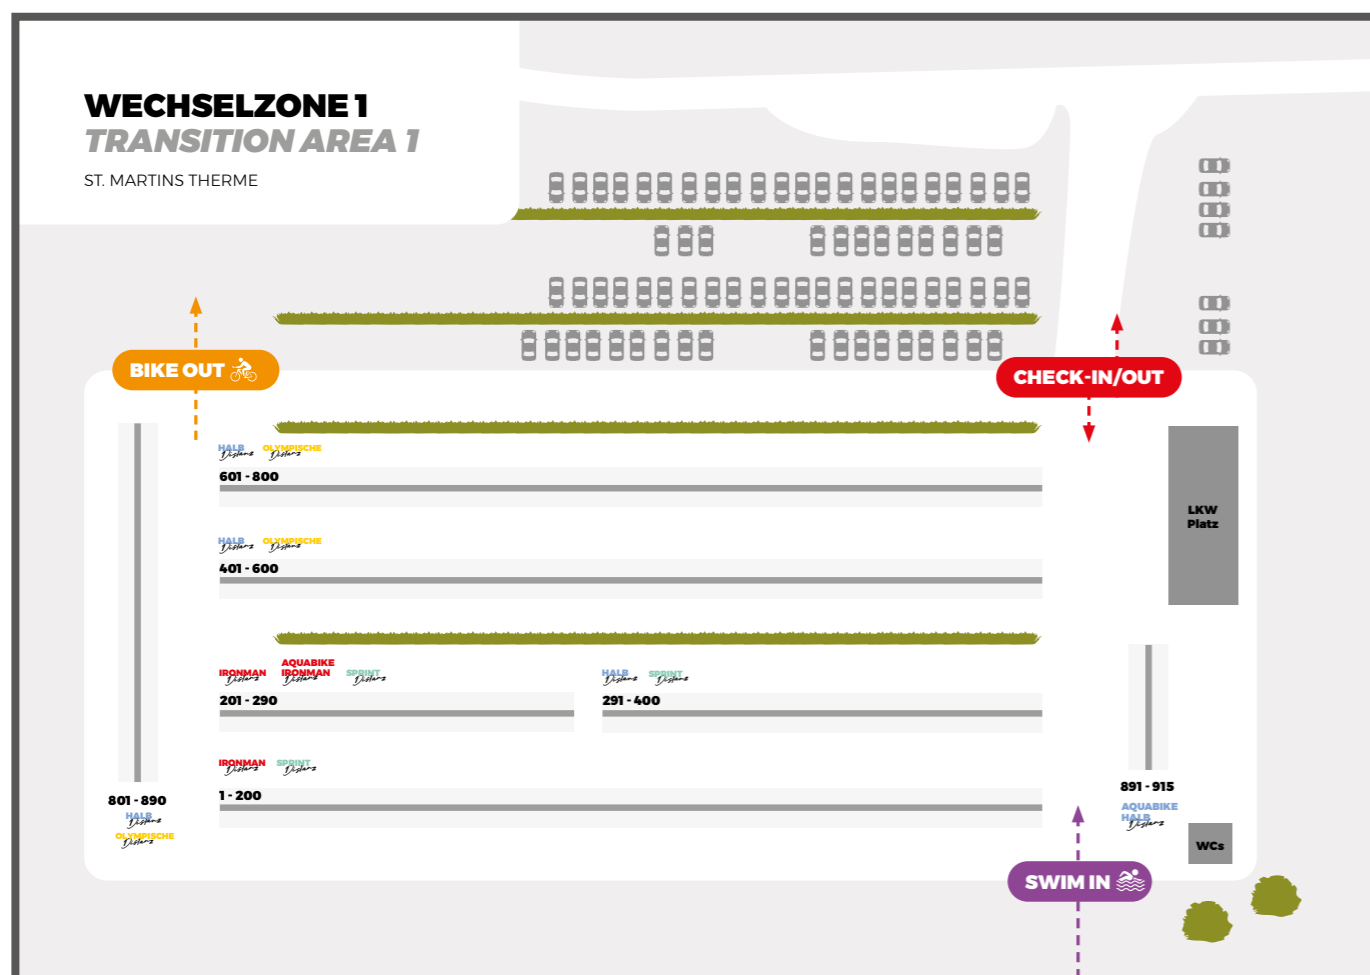 WECHSELZONE 1
TRANSITION AREA 1
ST. MARTINS THERME
BIKE OUT
CHECK-IN/OUT
HALB Distanz OLYMPISCHE Distanz
601 - 800
LKW
Platz
HALB Distanz OLYMPISCHE Distanz
401 - 600
IRONMAN Distanz AQUABIKE IRONMAN Distanz SPRINT Distanz
201 - 290
HALB Distanz SPRINT Distanz
291 - 400
IRONMAN Distanz SPRINT Distanz
1 - 200
801 - 890
HALB
Distanz
OLYMPISCHE
Distanz
891 - 915
AQUABIKE
HALB
Distanz
WCs
SWIM IN